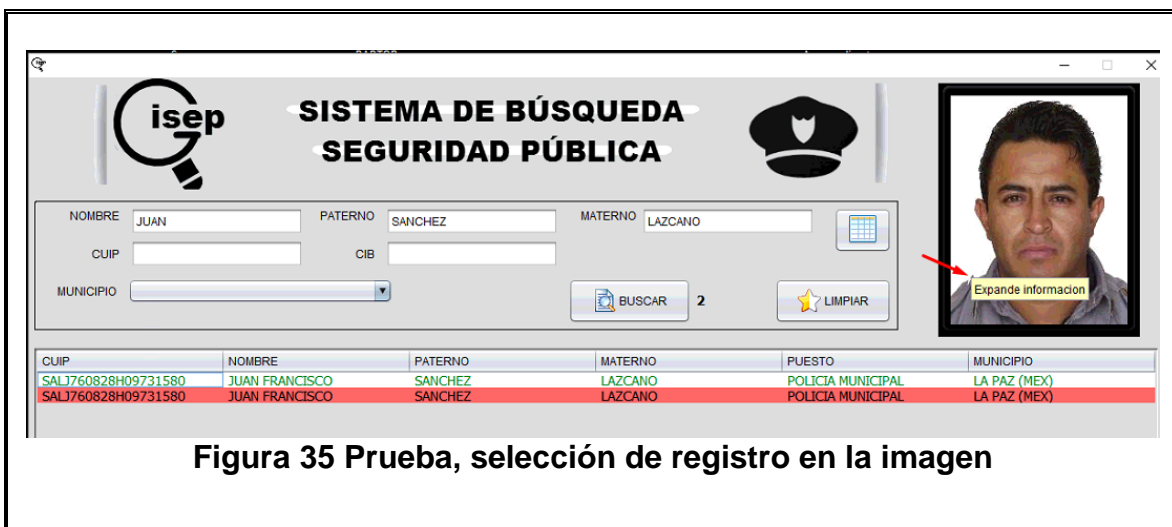 isep
SISTEMA DE BÚSQUEDA
SEGURIDAD PÚBLICA
NOMBRE JUAN PATERNO SANCHEZ MATERNO LAZCANO
CUIP CIB
MUNICIPIO BUSCAR 2 LIMPIAR
Expande informacion
CUIP NOMBRE PATERNO MATERNO PUESTO MUNICIPIO
SALJ760828H09731580 JUAN FRANCISCO SANCHEZ LAZCANO POLICIA MUNICIPAL LA PAZ (MEX)
SALJ760828H09731580 JUAN FRANCISCO SANCHEZ LAZCANO POLICIA MUNICIPAL LA PAZ (MEX)
Figura 35 Prueba, selección de registro en la imagen